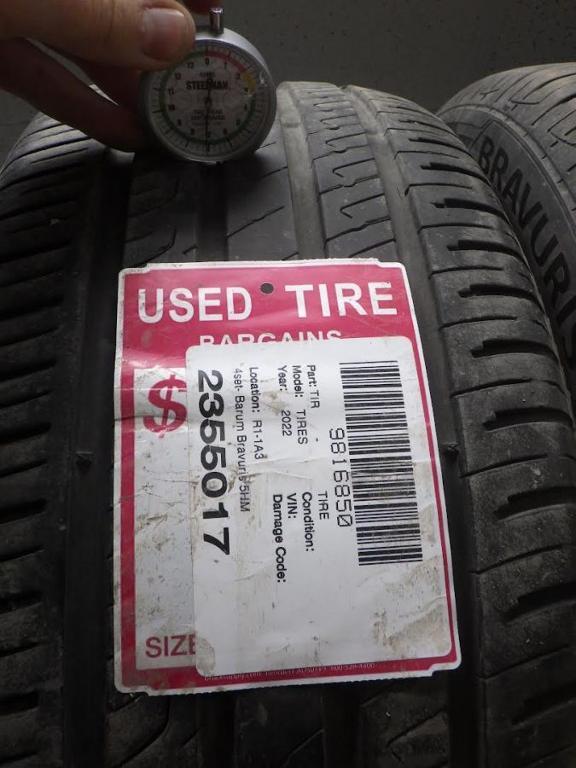 STEELMAN
USED TIRE
BARGAINS
$
SIZE
9816850
Part: TIR - TIRE
Model: TIRES Condition:
Year: 2022 VIN:
Damage Code:
Location: R1-1A3
4set- Barum Bravuris 5HM
2355017
BRAVURIS